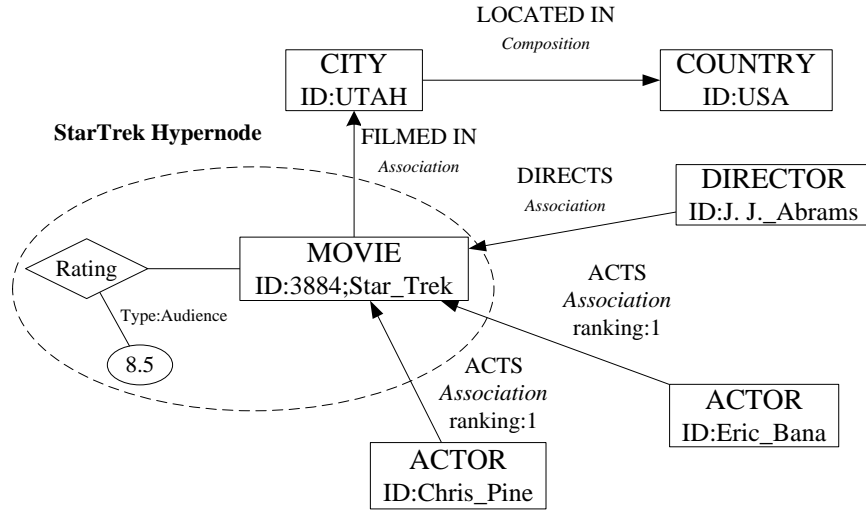 LOCATED IN
Composition
CITY
ID:UTAH
COUNTRY
ID:USA
StarTrek Hypernode
FILMED IN
Association
DIRECTS
Association
DIRECTOR
ID:J. J._Abrams
MOVIE
ID:3884;Star_Trek
Rating
Type:Audience
8.5
ACTS
Association
ranking:1
ACTS
Association
ranking:1
ACTOR
ID:Eric_Bana
ACTOR
ID:Chris_Pine